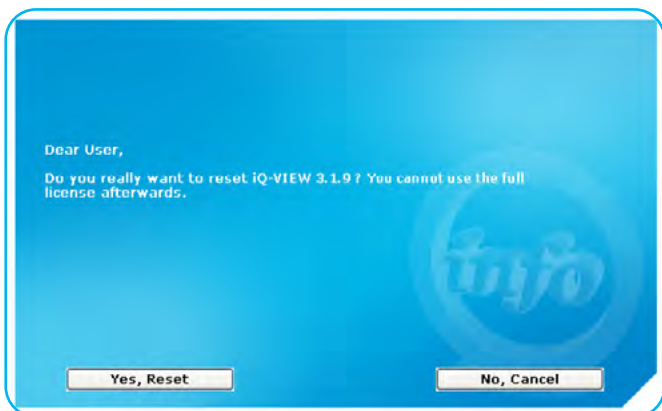 Dear User,
Do you really want to reset iQ-VIEW 3.1.9 ? You cannot use the full
license afterwards.
info
Yes, Reset
No, Cancel